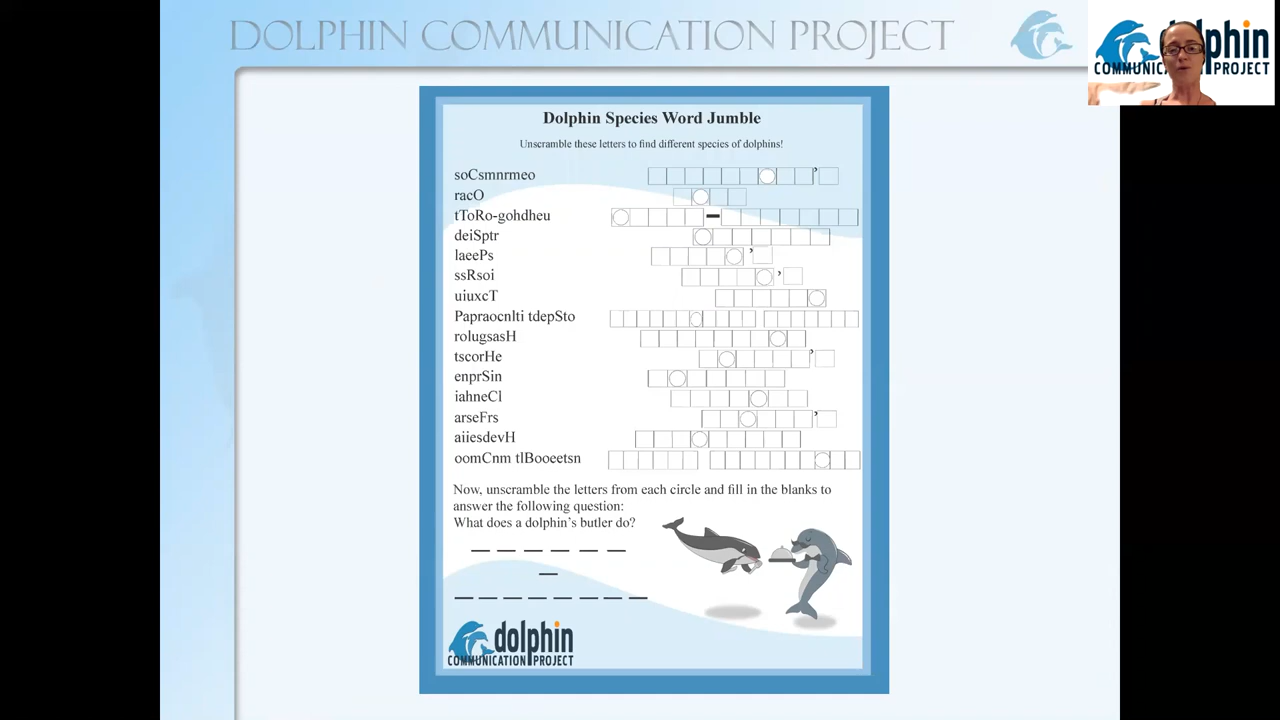 DOLPHIN COMMUNICATION PROJECT
dolphin
COMMUNICATION PROJECT
Dolphin Species Word Jumble
Unscramble these letters to find different species of dolphins!
soCsmnrmeo
racO
tToRo-gohdheu
deiSptr
laeePs
ssRsoi
uiuxcT
Papraocnlti tdepSto
rolugsasH
tscorHe
enprSin
iahneCl
arseFrs
aiiesdevH
oomCnm tlBooeetsn
Now, unscramble the letters from each circle and fill in the blanks to
answer the following question:
What does a dolphin's butler do?
dolphin
COMMUNICATION PROJECT